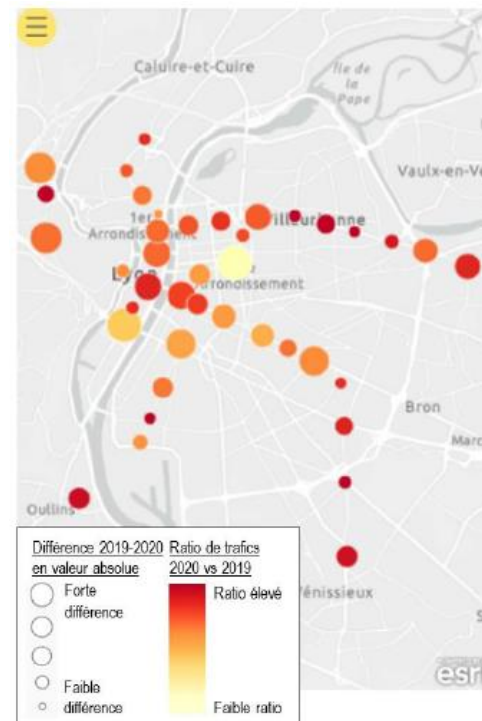 Caluire-et-Cuire
Île de
la
Pape
Vaulx-en-Ve
1er
Arrondissement
Villeurbanne
Lyon
Arrondissement
Bron
Marc
Oullins
Vénissieux
S
esri
Différence 2019-2020
en valeur absolue
Forte
différence
Faible
différence
Ratio de trafics
2020 vs 2019
Ratio élevé
Faible ratio